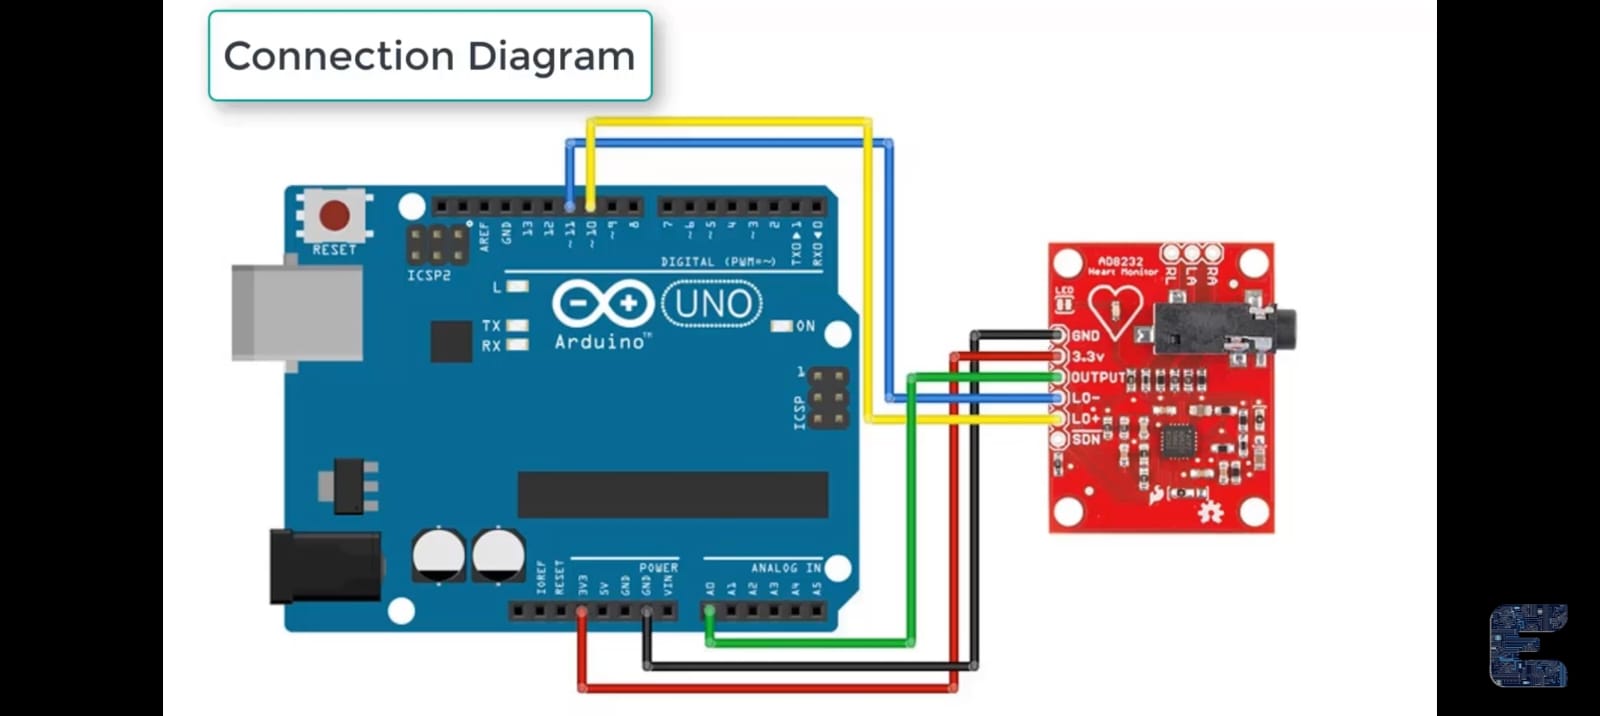 Connection Diagram
RESET
ICSP2
AREF
GND
13
12
~11
~10
~9
8
7
~6
~5
4
~3
2
TX0▶1
RX0◀0
DIGITAL (PWM=~)
L
TX
RX
UNO
ON
Arduino™
1
ICSP
POWER
ANALOG IN
IOREF
RESET
3V3
5V
GND
GND
VIN
A0
A1
A2
A3
A4
A5
AD8232
Heart Monitor
RL
LA
RA
LED
GND
3.3v
OUTPUT
LO-
LO+
SDN
E